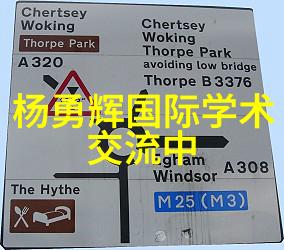 Chertsey
Woking
Thorpe Park
A320
Chertsey
Woking
Thorpe Park
avoiding low bridge
Thorpe B3376
杨勇辉国际学术
交流中
Egham
Windsor
A308
The Hythe
M25 (M3)